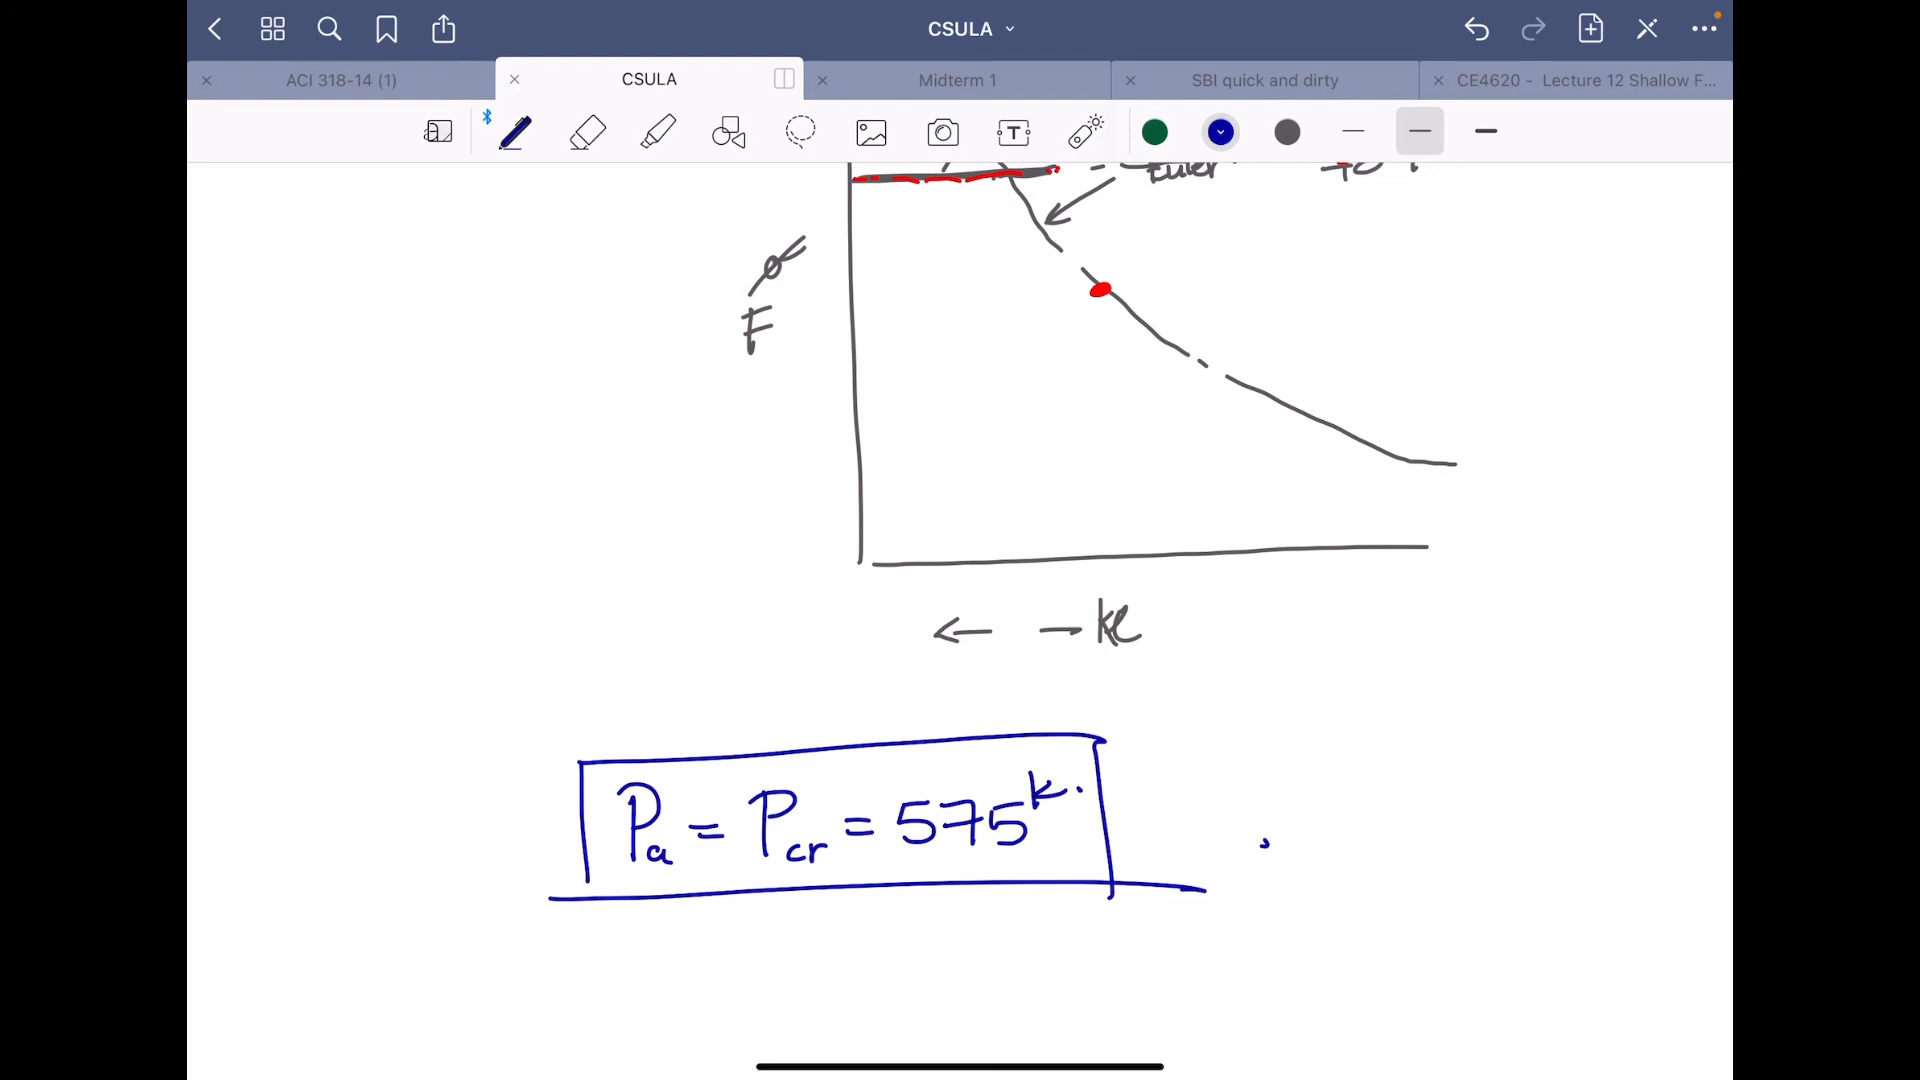 CSULA
ACI 318-14 (1)
CSULA
Midterm 1
SBI quick and dirty
CE4620 - Lecture 12 Shallow F...
T
Euler
F
← → kl
Pa = Pcr = 575k.